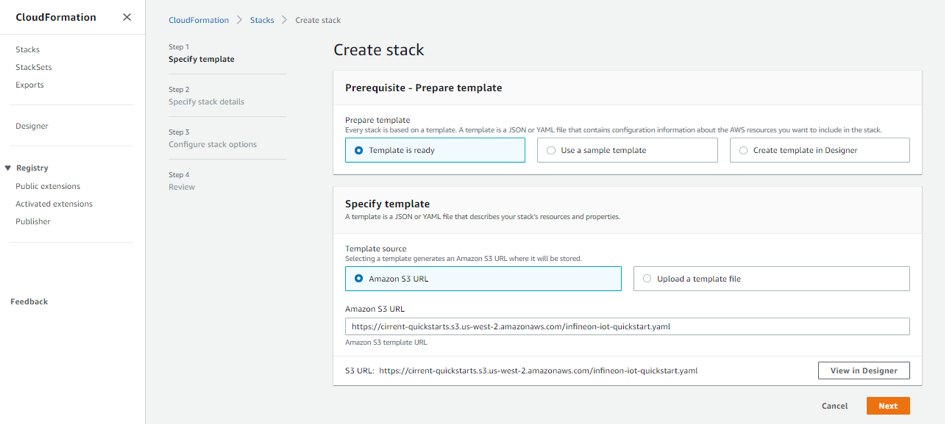 CloudFormation
Stacks
StackSets
Exports
Designer
Registry
Public extensions
Activated extensions
Publisher
Feedback
CloudFormation > Stacks > Create stack
Step 1
Specify template
Step 2
Specify stack details
Step 3
Configure stack options
Step 4
Review
Create stack
Prerequisite - Prepare template
Prepare template
Every stack is based on a template. A template is a JSON or YAML file that contains configuration information about the AWS resources you want to include in the stack.
Template is ready
Use a sample template
Create template in Designer
Specify template
A template is a JSON or YAML file that describes your stack's resources and properties.
Template source
Selecting a template generates an Amazon S3 URL where it will be stored.
Amazon S3 URL
Upload a template file
Amazon S3 URL
https://cirrent-quickstarts.s3.us-west-2.amazonaws.com/infineon-iot-quickstart.yaml
Amazon S3 template URL
S3 URL: https://cirrent-quickstarts.s3.us-west-2.amazonaws.com/infineon-iot-quickstart.yaml
View in Designer
Cancel
Next